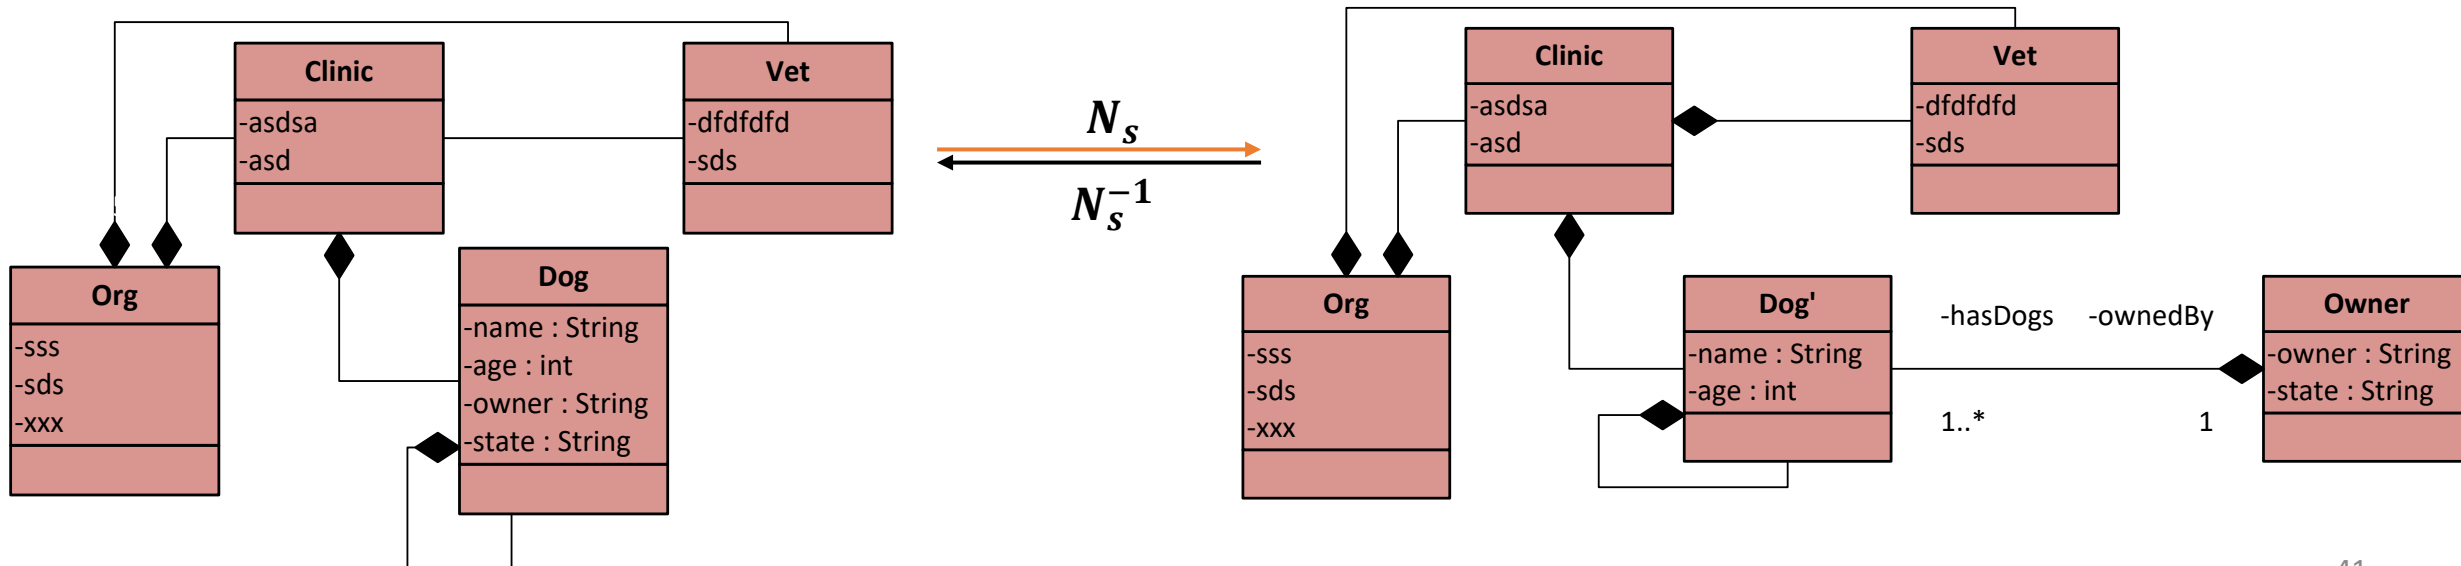 Clinic
-asdsa
-asd
Vet
-dfdfdfd
-sds
Org
-sss
-sds
-xxx
Dog
-name : String
-age : int
-owner : String
-state : String
N_s
N_s^{-1}
Clinic
-asdsa
-asd
Vet
-dfdfdfd
-sds
Org
-sss
-sds
-xxx
Dog'
-name : String
-age : int
-hasDogs -ownedBy
1..* 1
Owner
-owner : String
-state : String